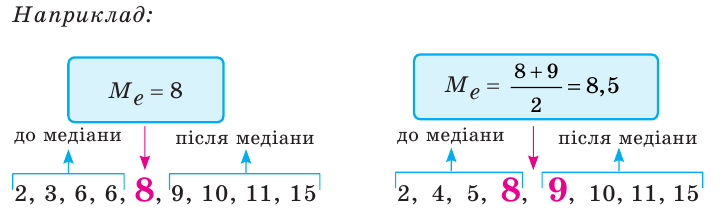 Наприклад:
Me = 8
до медіани після медіани
2, 3, 6, 6, 8, 9, 10, 11, 15
Me = (8 + 9)/2 = 8,5
до медіани після медіани
2, 4, 5, 8, 9, 10, 11, 15